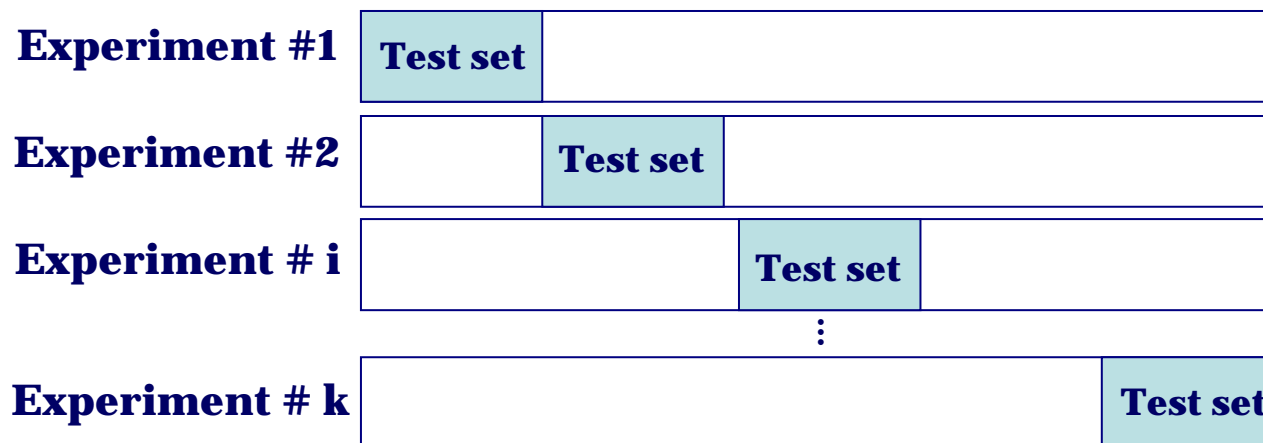 Experiment #1 Test set
Experiment #2 Test set
Experiment # i Test set
⋮
Experiment # k Test set